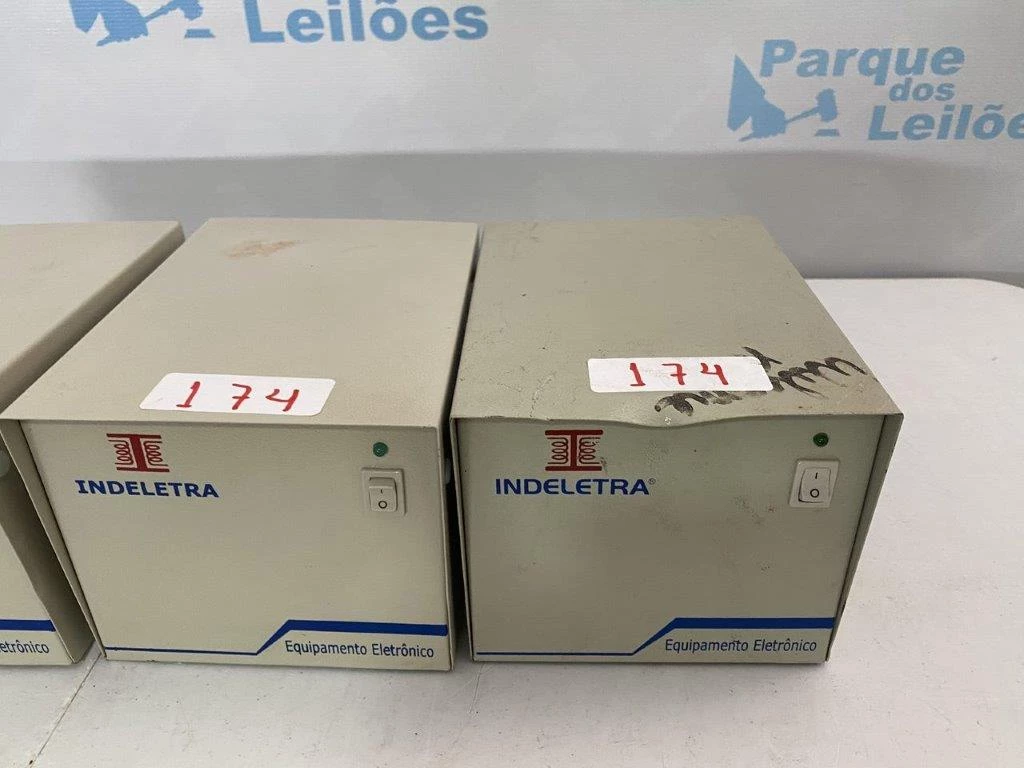 Leilões
Parque
dos
Leilõe
174
174
INDELETRA
INDELETRA®
I
O
I
O
etrônico
Equipamento Eletrônico
Equipamento Eletrônico